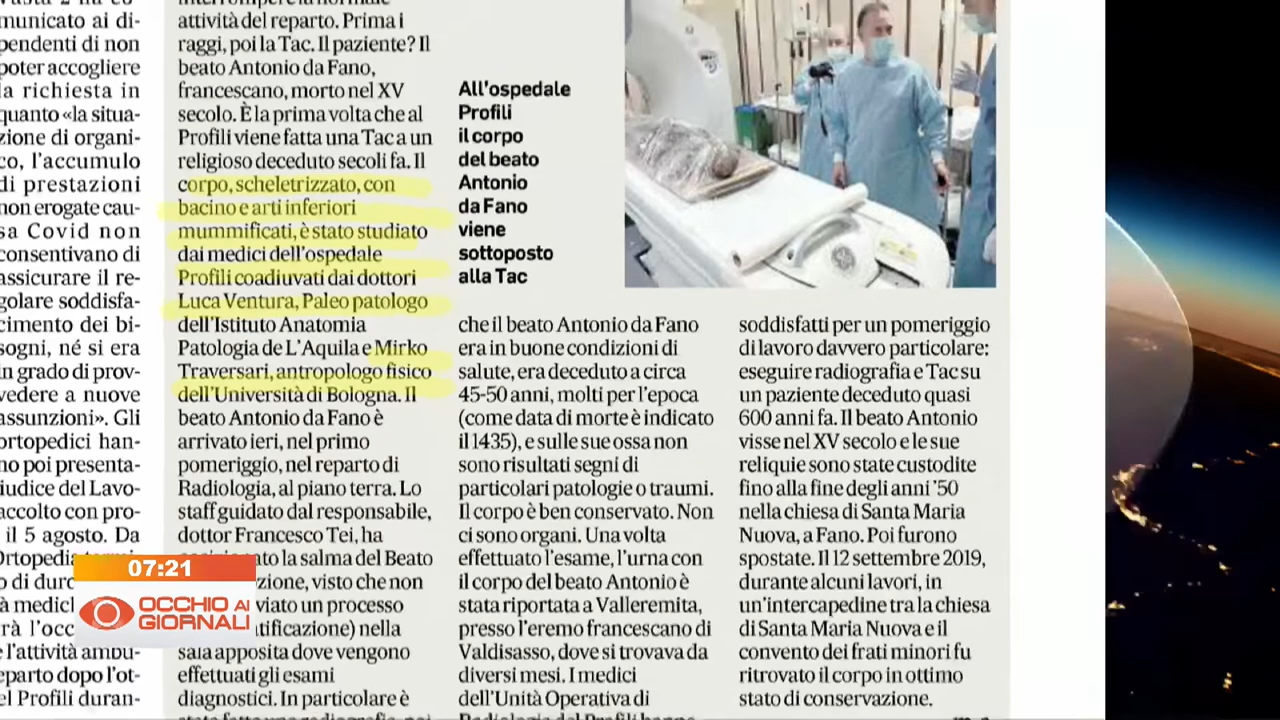 municato ai di-
pendenti di non
poter accogliere
la richiesta in
quanto «la situa-
zione di organi-
co, l'accumulo
di prestazioni
non erogate cau-
sa Covid non
consentivano di
assicurare il re-
golare soddisfa-
cimento dei bi-
sogni, né si era
in grado di prov-
vedere a nuove
assunzioni». Gli
ortopedici han-
no poi presenta-
iudice del Lavo-
accolto con pro-
il 5 agosto. Da
Ortopedia
o di
à medici
rà l'occ
e l'attività ambu-
eparto dopo l'ot-
el Profili duran-
attività del reparto. Prima i
raggi, poi la Tac. Il paziente? Il
beato Antonio da Fano,
francescano, morto nel XV
secolo. È la prima volta che al
Profili viene fatta una Tac a un
religioso deceduto secoli fa. Il
corpo, scheletrizzato, con
bacino e arti inferiori
mummificati, è stato studiato
dai medici dell'ospedale
Profili coadiuvati dai dottori
Luca Ventura, Paleo patologo
dell'Istituto Anatomia
Patologia de L'Aquila e Mirko
Traversari, antropologo fisico
dell'Università di Bologna. Il
beato Antonio da Fano è
arrivato ieri, nel primo
pomeriggio, nel reparto di
Radiologia, al piano terra. Lo
staff guidato dal responsabile,
dottor Francesco Tei, ha
la salma del Beato
zione, visto che non
viato un processo
tificazione) nella
sala apposita dove vengono
effettuati gli esami
diagnostici. In particolare è
All'ospedale
Profili
il corpo
del beato
Antonio
da Fano
viene
sottoposto
alla Tac
che il beato Antonio da Fano
era in buone condizioni di
salute, era deceduto a circa
45-50 anni, molti per l'epoca
(come data di morte è indicato
il 1435), e sulle sue ossa non
sono risultati segni di
particolari patologie o traumi.
Il corpo è ben conservato. Non
ci sono organi. Una volta
effettuato l'esame, l'urna con
il corpo del beato Antonio è
stata riportata a Valleremita,
presso l'eremo francescano di
Valdisasso, dove si trovava da
diversi mesi. I medici
dell'Unità Operativa di
Radiologia del Profili hanno
soddisfatti per un pomeriggio
di lavoro davvero particolare:
eseguire radiografia e Tac su
un paziente deceduto quasi
600 anni fa. Il beato Antonio
visse nel XV secolo e le sue
reliquie sono state custodite
fino alla fine degli anni '50
nella chiesa di Santa Maria
Nuova, a Fano. Poi furono
spostate. Il 12 settembre 2019,
durante alcuni lavori, in
un'intercapedine tra la chiesa
di Santa Maria Nuova e il
convento dei frati minori fu
ritrovato il corpo in ottimo
stato di conservazione.
07:21
OCCHIO AI
GIORNALI